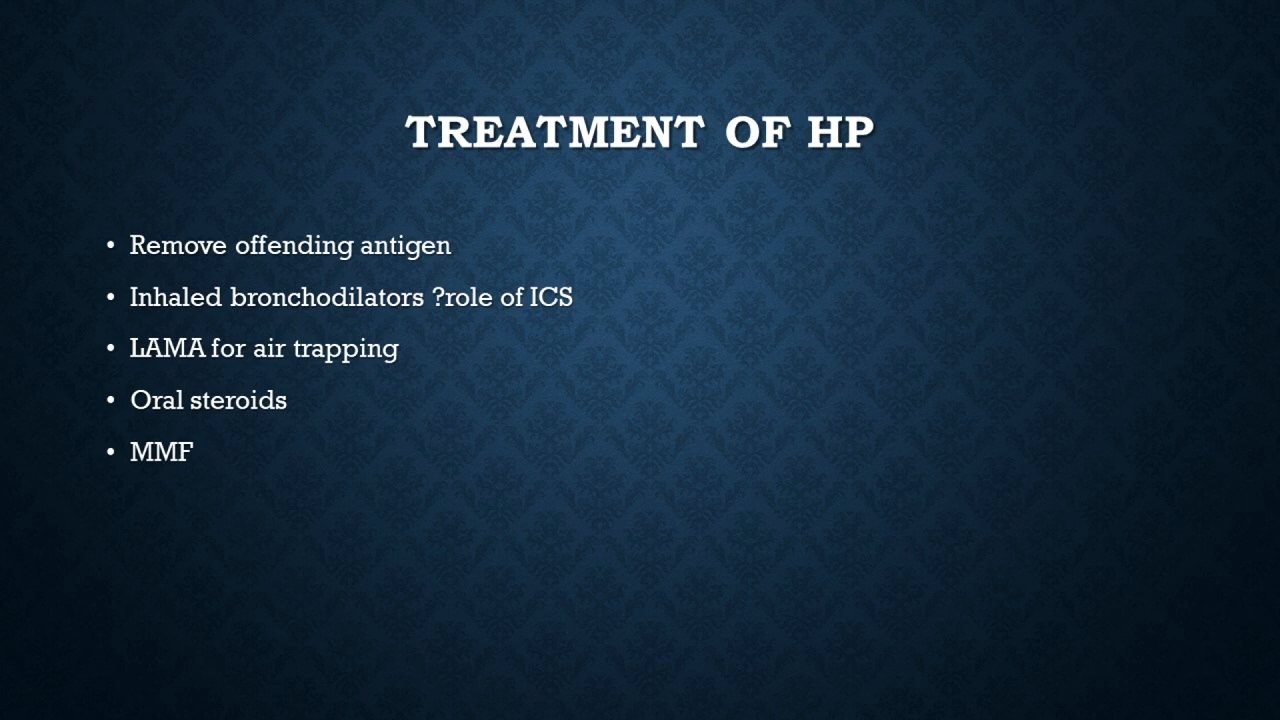 TREATMENT OF HP
• Remove offending antigen
• Inhaled bronchodilators ?role of ICS
• LAMA for air trapping
• Oral steroids
• MMF